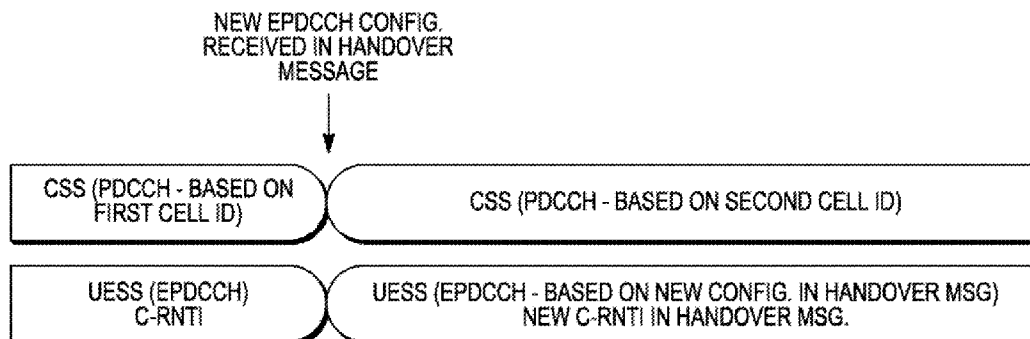 NEW EPDCCH CONFIG.
RECEIVED IN HANDOVER
MESSAGE
CSS (PDCCH - BASED ON
FIRST CELL ID)
CSS (PDCCH - BASED ON SECOND CELL ID)
UESS (EPDCCH)
C-RNTI
UESS (EPDCCH - BASED ON NEW CONFIG. IN HANDOVER MSG)
NEW C-RNTI IN HANDOVER MSG.